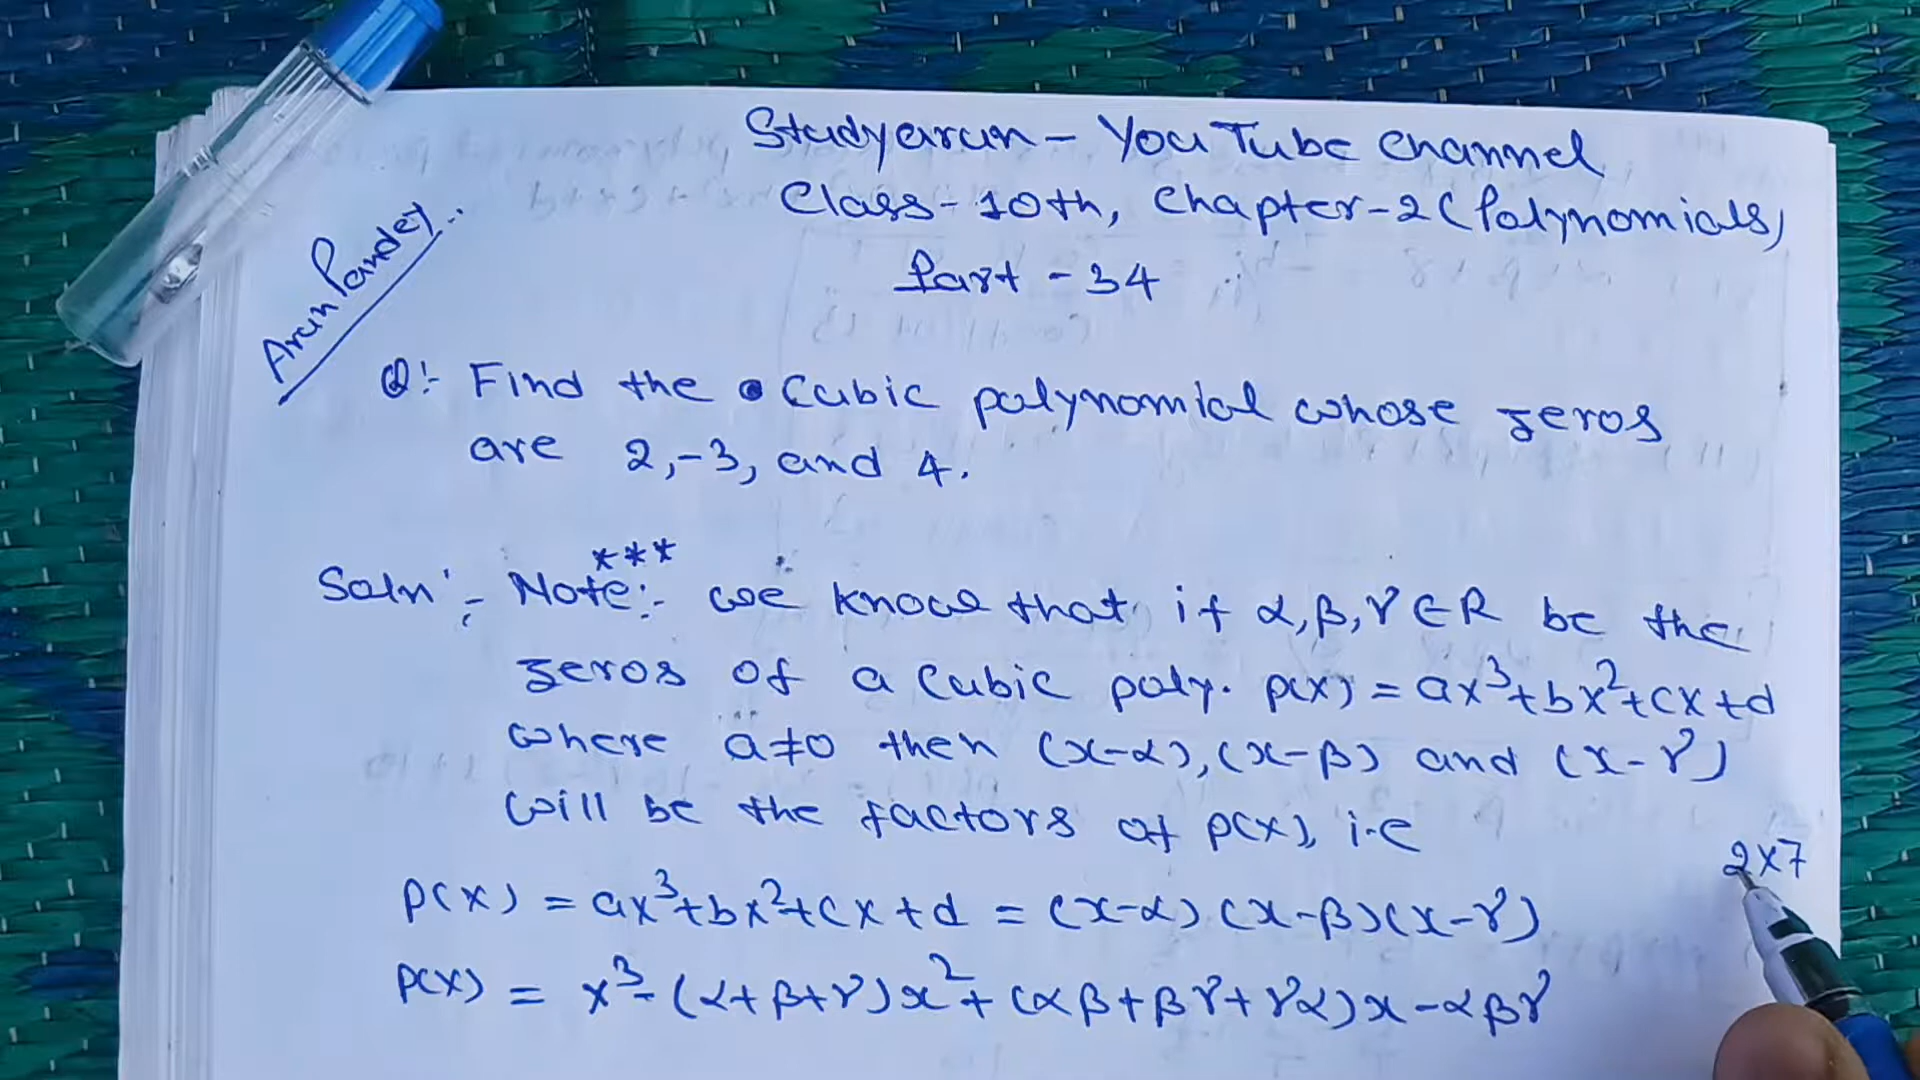 Studyarun - YouTube Channel
Class-10th, Chapter-2 (Polynomials)
Part - 34
Arun Pandey..
Q:- Find the cubic polynomial whose zeros
are 2,-3, and 4.
***
Soln:- Note:- we know that if α,β,γ∈R be the
zeros of a cubic poly. p(x) = ax³+bx²+cx+d
where a≠0 then (x-α),(x-β) and (x-γ)
will be the factors of p(x), i.e
2x7
p(x) = ax³+bx²+cx+d = (x-α)(x-β)(x-γ)
p(x) = x³-(α+β+γ)x²+(αβ+βγ+γα)x-αβγ